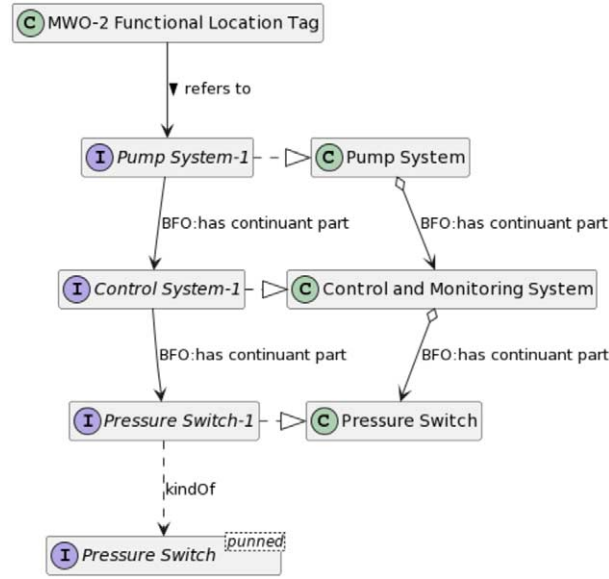 C MWO-2 Functional Location Tag
refers to
I Pump System-1
C Pump System
BFO:has continuant part
BFO:has continuant part
I Control System-1
C Control and Monitoring System
BFO:has continuant part
BFO:has continuant part
I Pressure Switch-1
C Pressure Switch
kindOf
punned
I Pressure Switch